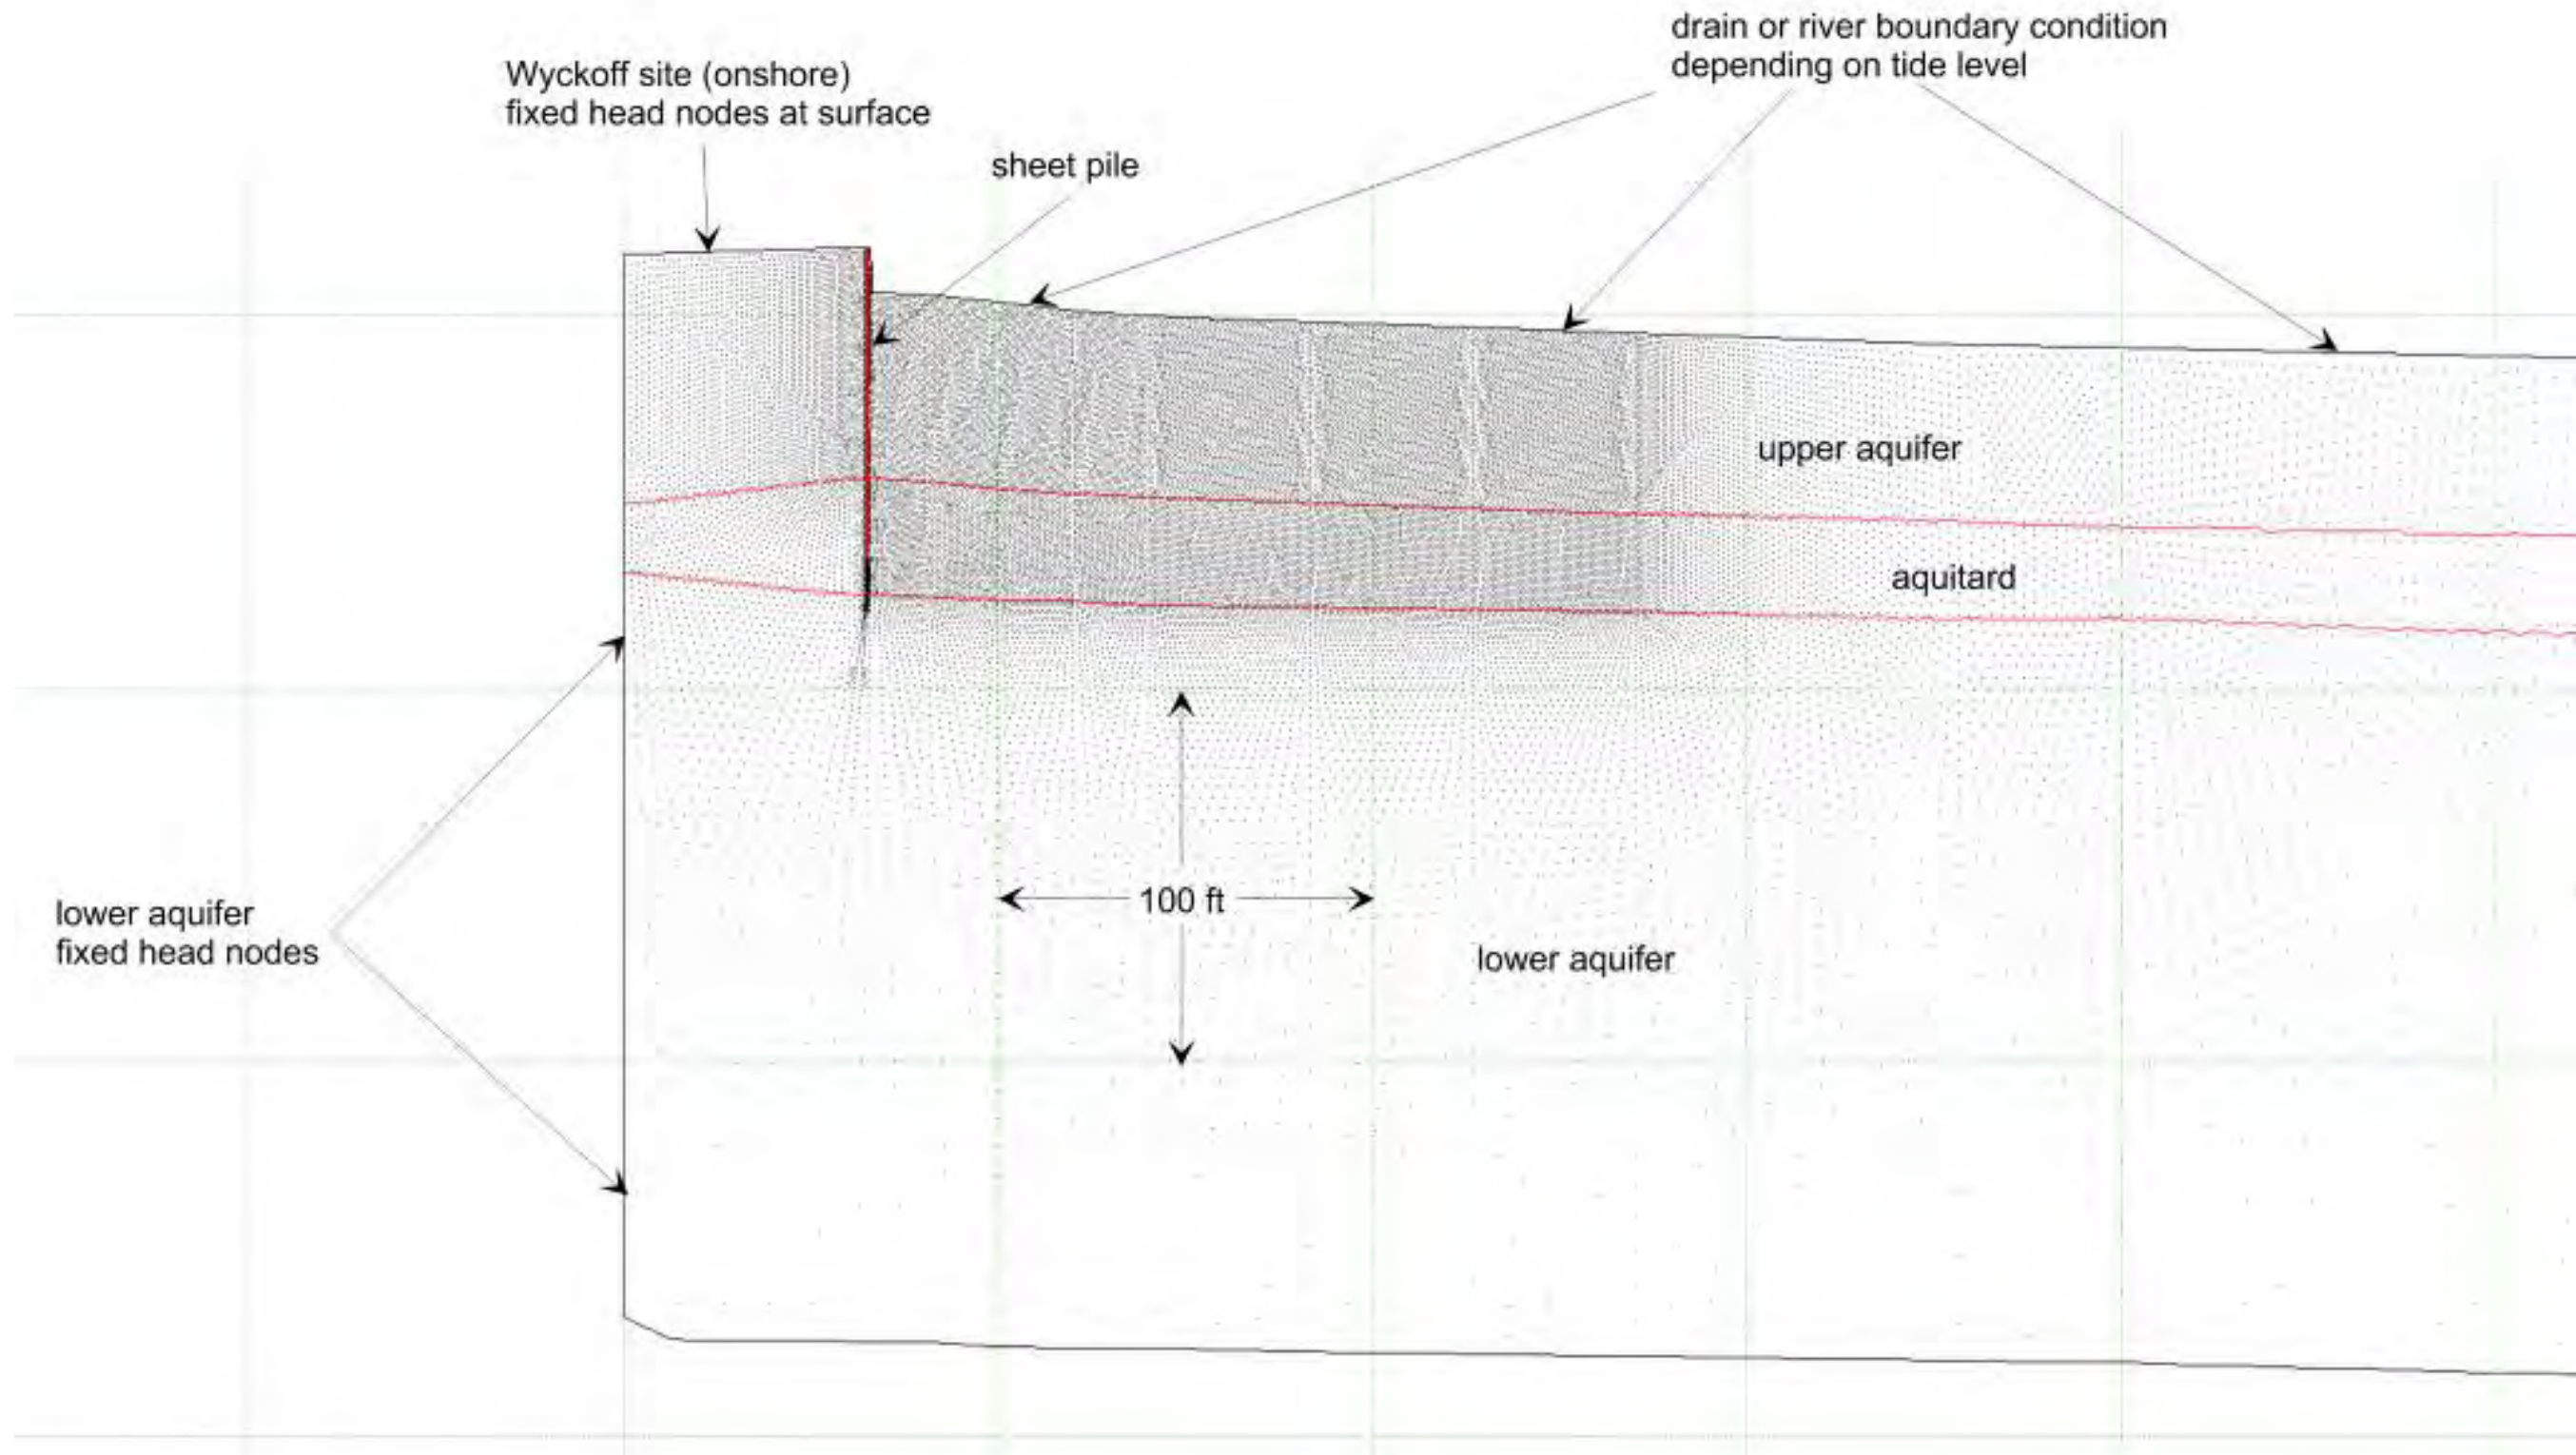 drain or river boundary condition
depending on tide level
Wyckoff site (onshore)
fixed head nodes at surface
sheet pile
upper aquifer
aquitard
100 ft
lower aquifer
fixed head nodes
lower aquifer